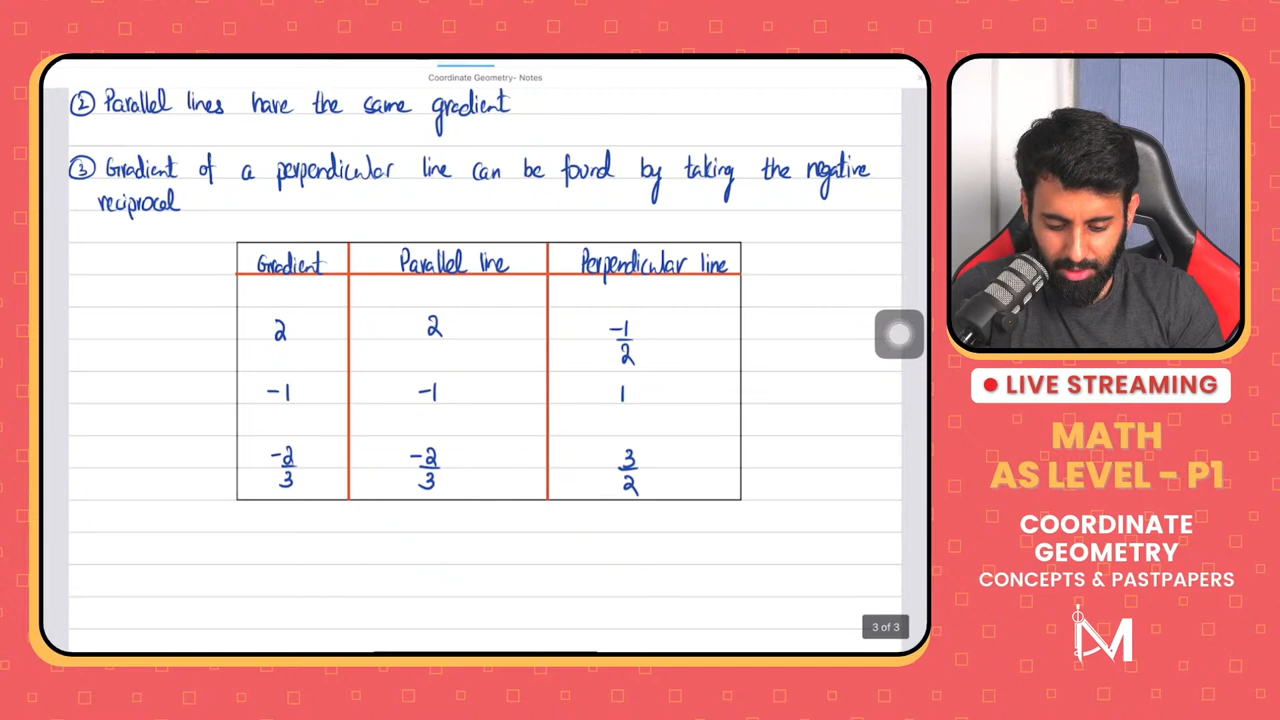 Coordinate Geometry- Notes
② Parallel lines have the same gradient
③ Gradient of a perpendicular line can be found by taking the negative
reciprocal
Gradient Parallel line Perpendicular line
2 2 -1/2
-1 -1 1
-2/3 -2/3 3/2
3 of 3
LIVE STREAMING
MATH
AS LEVEL - P1
COORDINATE
GEOMETRY
CONCEPTS & PASTPAPERS
M